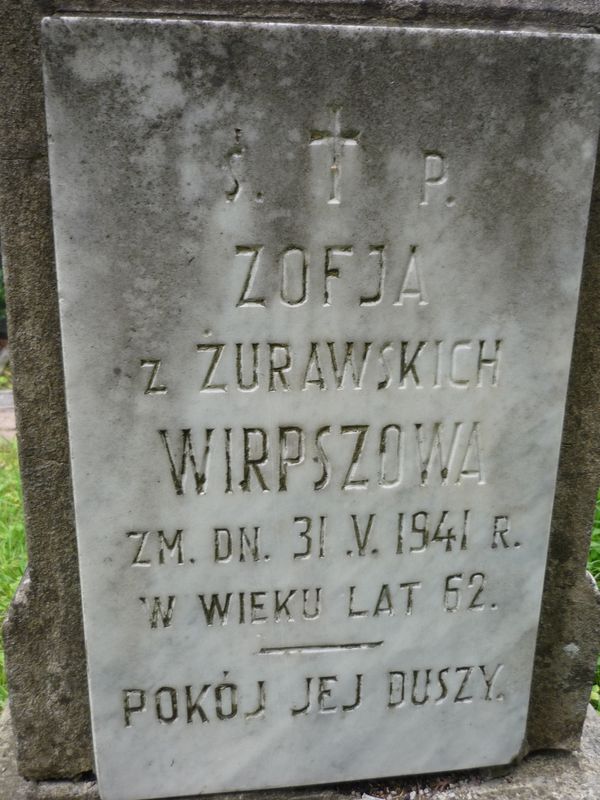 Ś. † P.
ZOFJA
z ŻURAWSKICH
WIRPSZOWA
ZM. DN. 31.V. 1941 R.
W WIEKU LAT 62.
POKÓJ JEJ DUSZY.